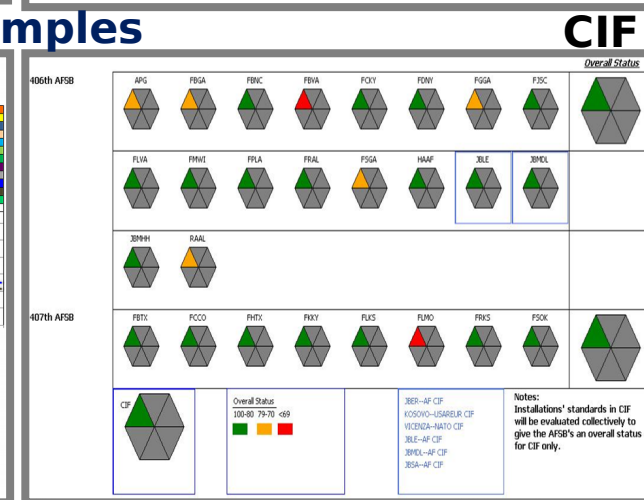 mples
CIF
Overall Status
406th AFSB
APG FBGA FBNC FBVA FCKY FDNY FGGA FJSC
FLVA FMWI FPLA FRAL FSGA HAAF JBLE JBMDL
JBMHH RAAL
407th AFSB
FBTX FCCO FHTX FKKY FLKS FLMO FRKS FSOK
CIF
Overall Status
100-80 79-70 <69
JBER--AF CIF
KOSOVO--USAREUR CIF
VICENZA--NATO CIF
JBLE--AF CIF
JBMDL--AF CIF
JBSA--AF CIF
Notes:
Installations' standards in CIF
will be evaluated collectively to
give the AFSB's an overall status
for CIF only.